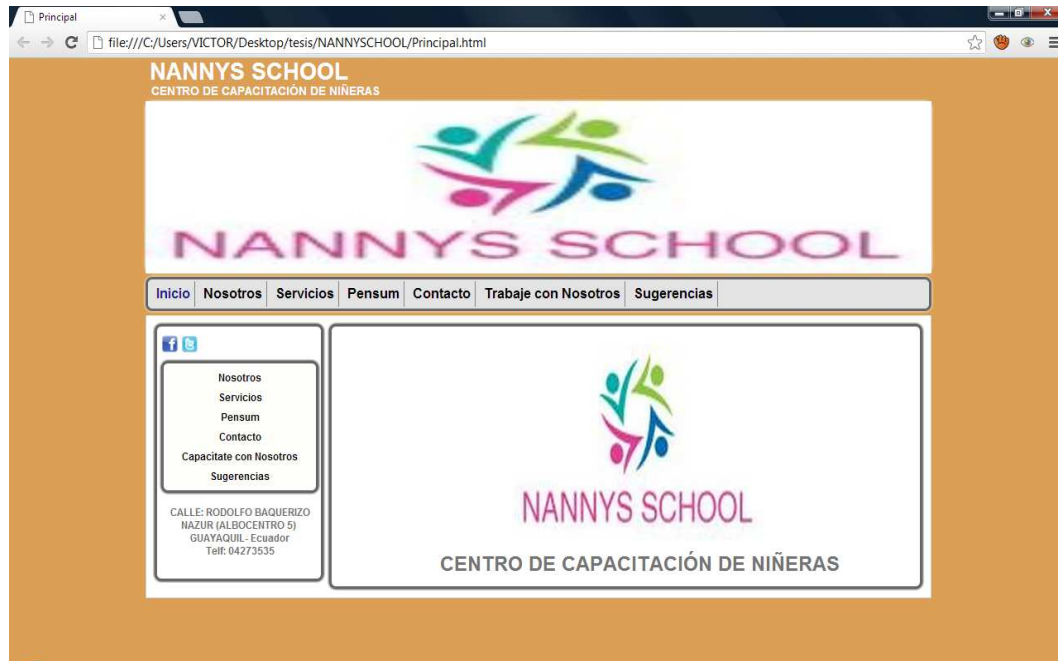 Principal
file:///C:/Users/VICTOR/Desktop/tesis/NANNYSCHOOL/Principal.html
NANNYS SCHOOL
CENTRO DE CAPACITACIÓN DE NIÑERAS
NANNYS SCHOOL
Inicio Nosotros Servicios Pensum Contacto Trabaje con Nosotros Sugerencias
Nosotros
Servicios
Pensum
Contacto
Capacitate con Nosotros
Sugerencias
CALLE: RODOLFO BAQUERIZO
NAZUR (ALBOCENTRO 5)
GUAYAQUIL- Ecuador
Telf: 04273535
NANNYS SCHOOL
CENTRO DE CAPACITACIÓN DE NIÑERAS